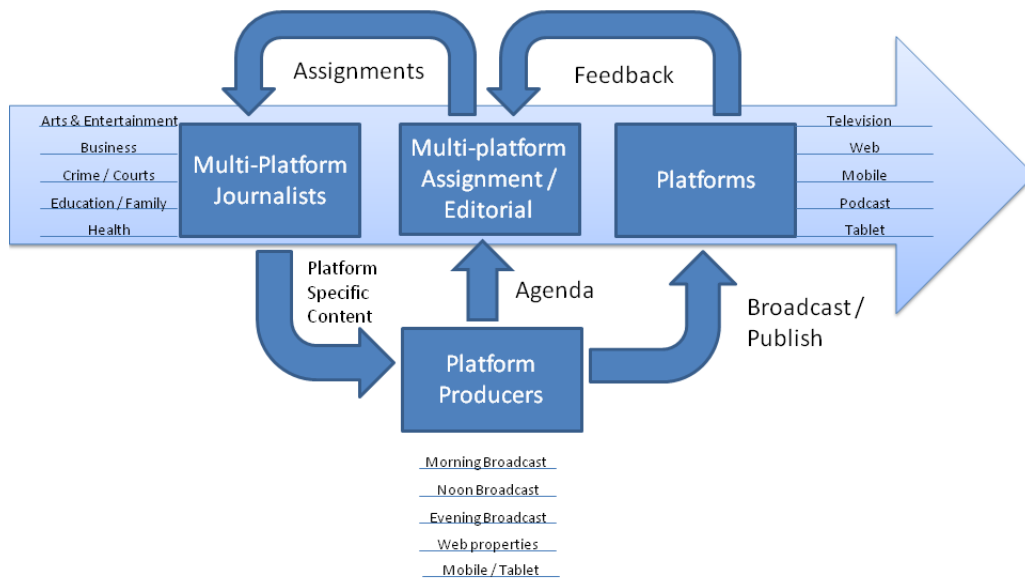 Assignments
Feedback
Arts & Entertainment
Business
Crime / Courts
Education / Family
Health
Multi-Platform
Journalists
Multi-platform
Assignment /
Editorial
Platforms
Television
Web
Mobile
Podcast
Tablet
Platform
Specific
Content
Agenda
Broadcast /
Publish
Platform
Producers
Morning Broadcast
Noon Broadcast
Evening Broadcast
Web properties
Mobile / Tablet